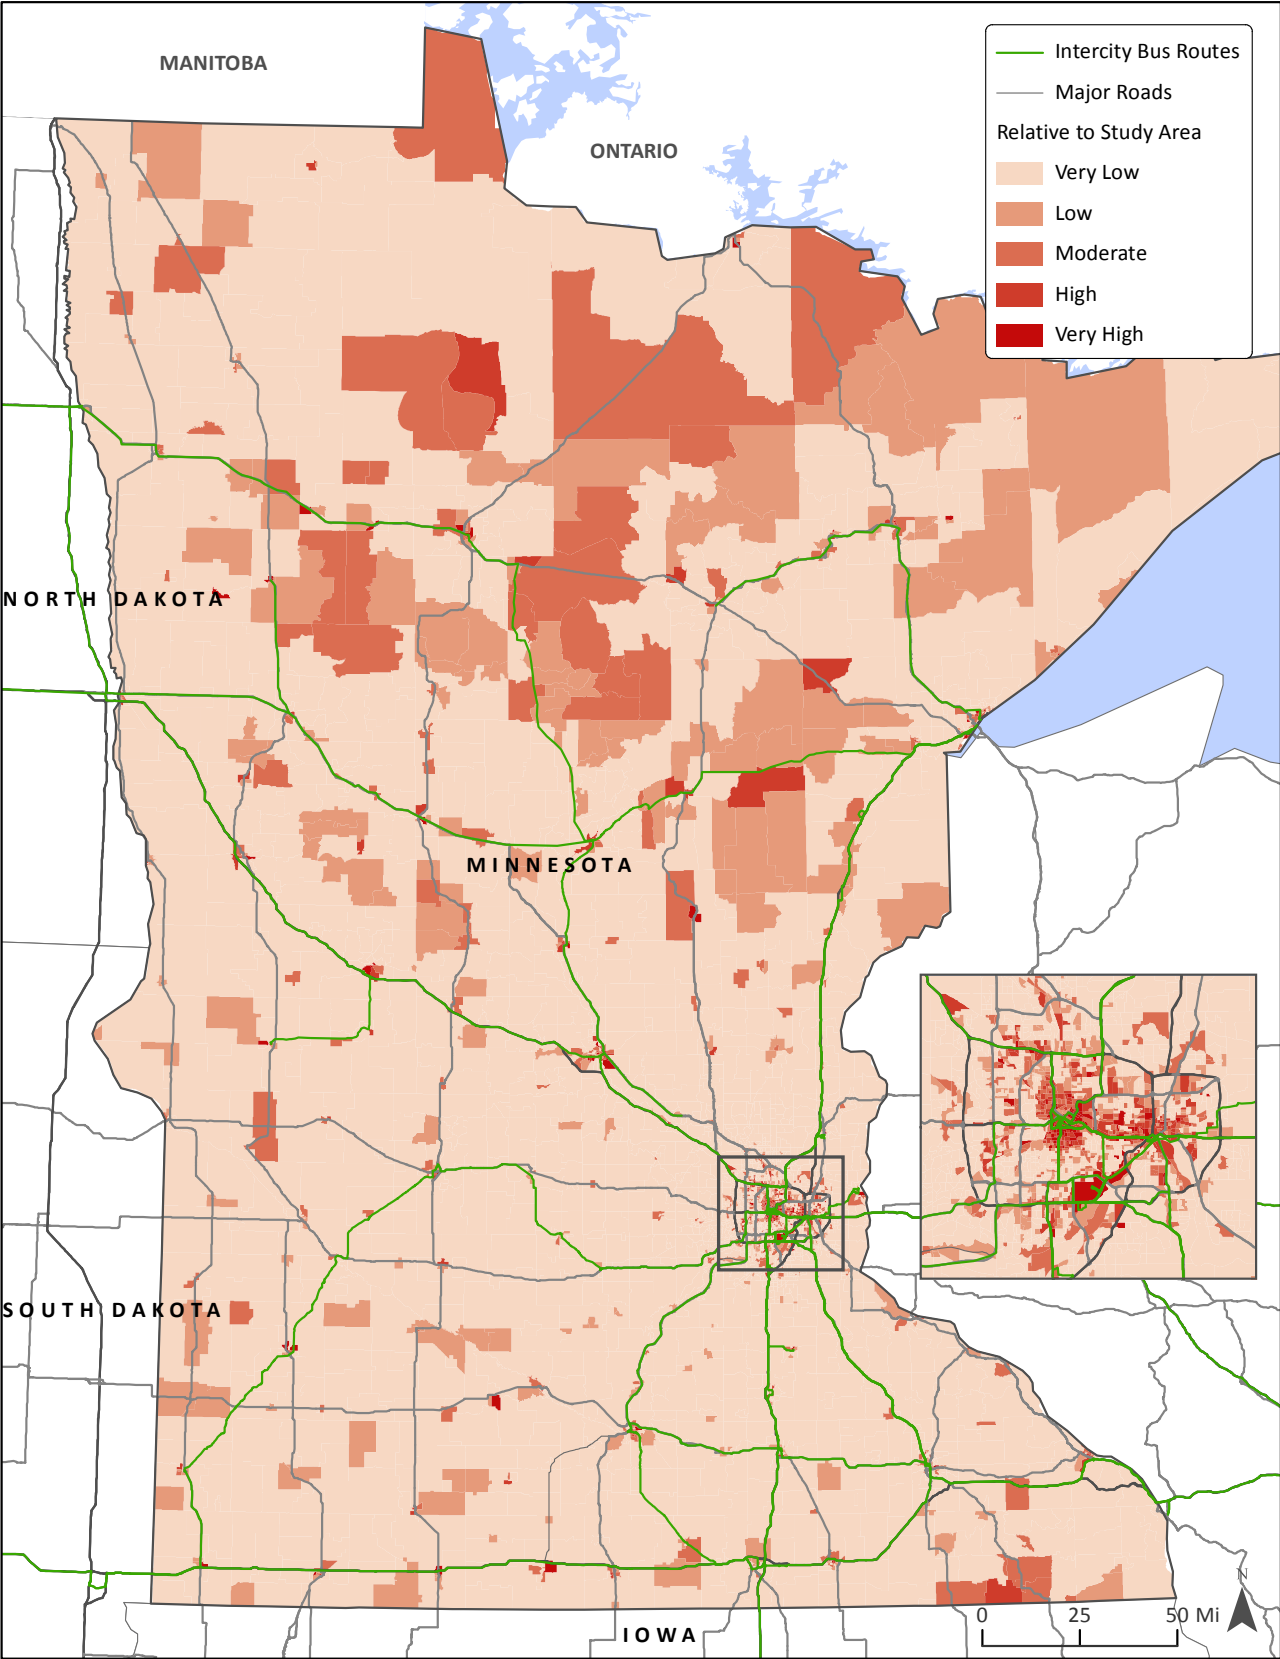 MANITOBA
ONTARIO
Intercity Bus Routes
Major Roads
Relative to Study Area
Very Low
Low
Moderate
High
Very High
NORTH DAKOTA
MINNESOTA
SOUTH DAKOTA
IOWA
N
0 25 50 Mi